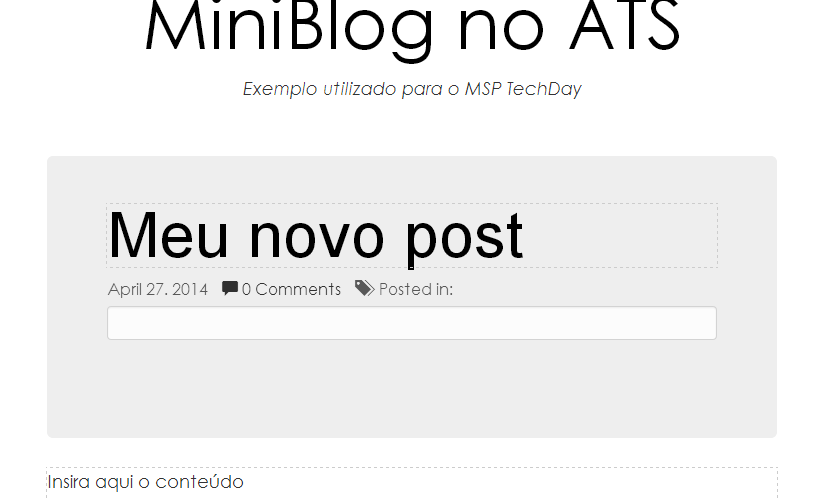 MiniBlog no ATS
Exemplo utilizado para o MSP TechDay
Meu novo post
April 27. 2014 0 Comments Posted in:
Insira aqui o conteúdo